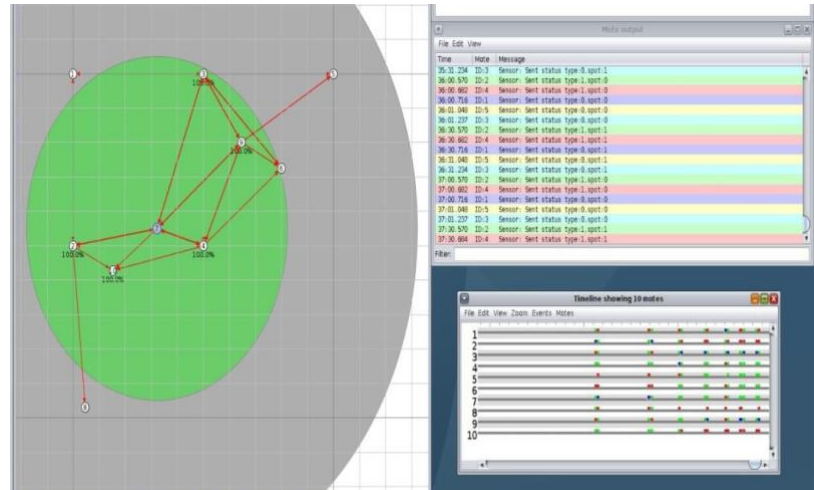 1
3
5
100.0%
9
100.0%
6
7
2
4
100.0%
100.0%
10
100.0%
8
Mote output
File Edit View
Time Mote Message
35:31.234 ID:3 Sensor: Sent status type:0.spot:1
36:00.570 ID:2 Sensor: Sent status type:1.spot:0
36:00.682 ID:4 Sensor: Sent status type:1.spot:0
36:00.716 ID:1 Sensor: Sent status type:0.spot:0
36:01.048 ID:5 Sensor: Sent status type:0.spot:0
36:01.237 ID:3 Sensor: Sent status type:0.spot:0
36:30.570 ID:2 Sensor: Sent status type:1.spot:1
36:30.682 ID:4 Sensor: Sent status type:1.spot:1
36:30.716 ID:1 Sensor: Sent status type:0.spot:1
36:31.048 ID:5 Sensor: Sent status type:0.spot:1
36:31.234 ID:3 Sensor: Sent status type:0.spot:1
37:00.570 ID:2 Sensor: Sent status type:1.spot:0
37:00.682 ID:4 Sensor: Sent status type:1.spot:0
37:00.716 ID:1 Sensor: Sent status type:0.spot:0
37:01.048 ID:5 Sensor: Sent status type:0.spot:0
37:01.237 ID:3 Sensor: Sent status type:0.spot:0
37:30.570 ID:2 Sensor: Sent status type:1.spot:1
37:30.684 ID:4 Sensor: Sent status type:1.spot:1
Filter:
Timeline showing 10 motes
File Edit View Zoom Events Motes
1
2
3
4
5
6
7
8
9
10